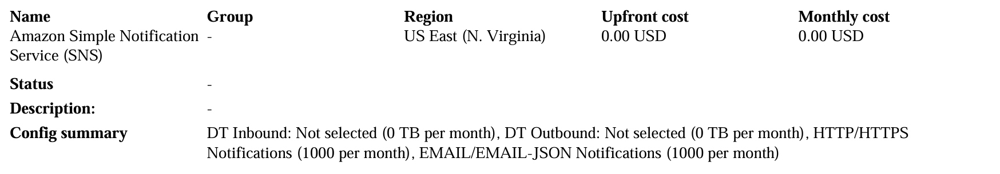 Name Group Region Upfront cost Monthly cost
Amazon Simple Notification - US East (N. Virginia) 0.00 USD 0.00 USD
Service (SNS)
Status -
Description: -
Config summary DT Inbound: Not selected (0 TB per month), DT Outbound: Not selected (0 TB per month), HTTP/HTTPS
Notifications (1000 per month), EMAIL/EMAIL-JSON Notifications (1000 per month)